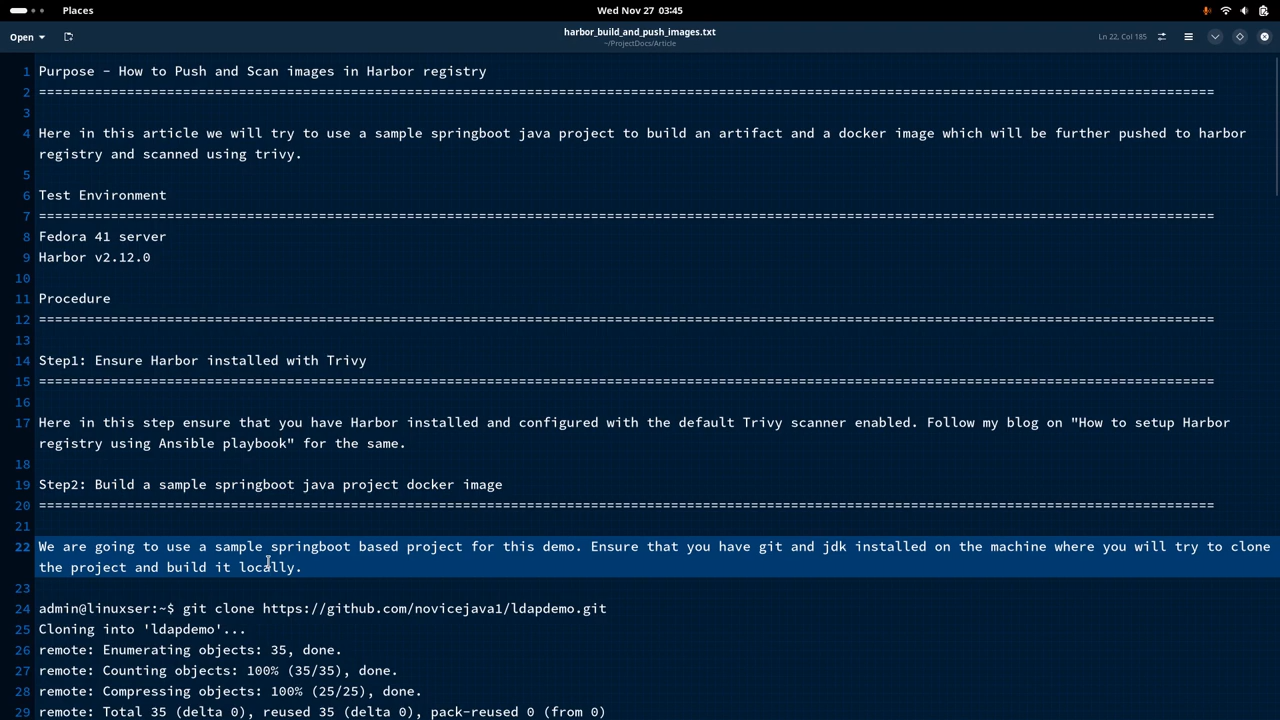 Places
Wed Nov 27 03:45
Open
harbor_build_and_push_images.txt
~/ProjectDocs/Article
Ln 22, Col 185
1 Purpose - How to Push and Scan images in Harbor registry
2 ===================================================================================================================================================
3
4 Here in this article we will try to use a sample springboot java project to build an artifact and a docker image which will be further pushed to harbor
registry and scanned using trivy.
5
6 Test Environment
7 ===================================================================================================================================================
8 Fedora 41 server
9 Harbor v2.12.0
10
11 Procedure
12 ===================================================================================================================================================
13
14 Step1: Ensure Harbor installed with Trivy
15 ===================================================================================================================================================
16
17 Here in this step ensure that you have Harbor installed and configured with the default Trivy scanner enabled. Follow my blog on "How to setup Harbor
registry using Ansible playbook" for the same.
18
19 Step2: Build a sample springboot java project docker image
20 ===================================================================================================================================================
21
22 We are going to use a sample springboot based project for this demo. Ensure that you have git and jdk installed on the machine where you will try to clone
the project and build it locally.
23
24 admin@linuxser:~$ git clone https://github.com/novicejava1/ldapdemo.git
25 Cloning into 'ldapdemo'...
26 remote: Enumerating objects: 35, done.
27 remote: Counting objects: 100% (35/35), done.
28 remote: Compressing objects: 100% (25/25), done.
29 remote: Total 35 (delta 0), reused 35 (delta 0), pack-reused 0 (from 0)